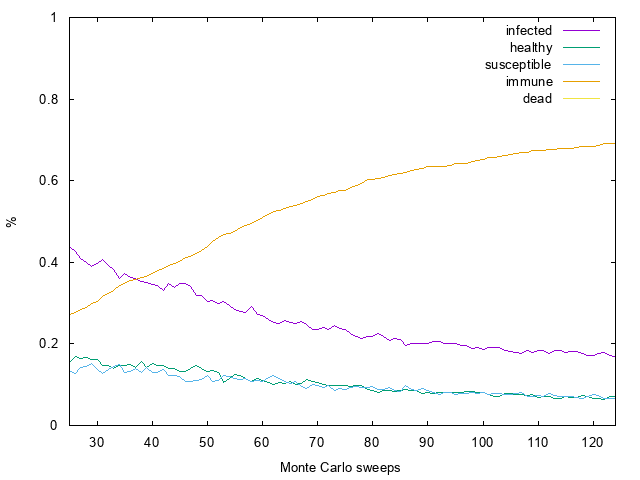 1
0.8
0.6
0.4
0.2
0
%
infected
healthy
susceptible
immune
dead
30 40 50 60 70 80 90 100 110 120
Monte Carlo sweeps